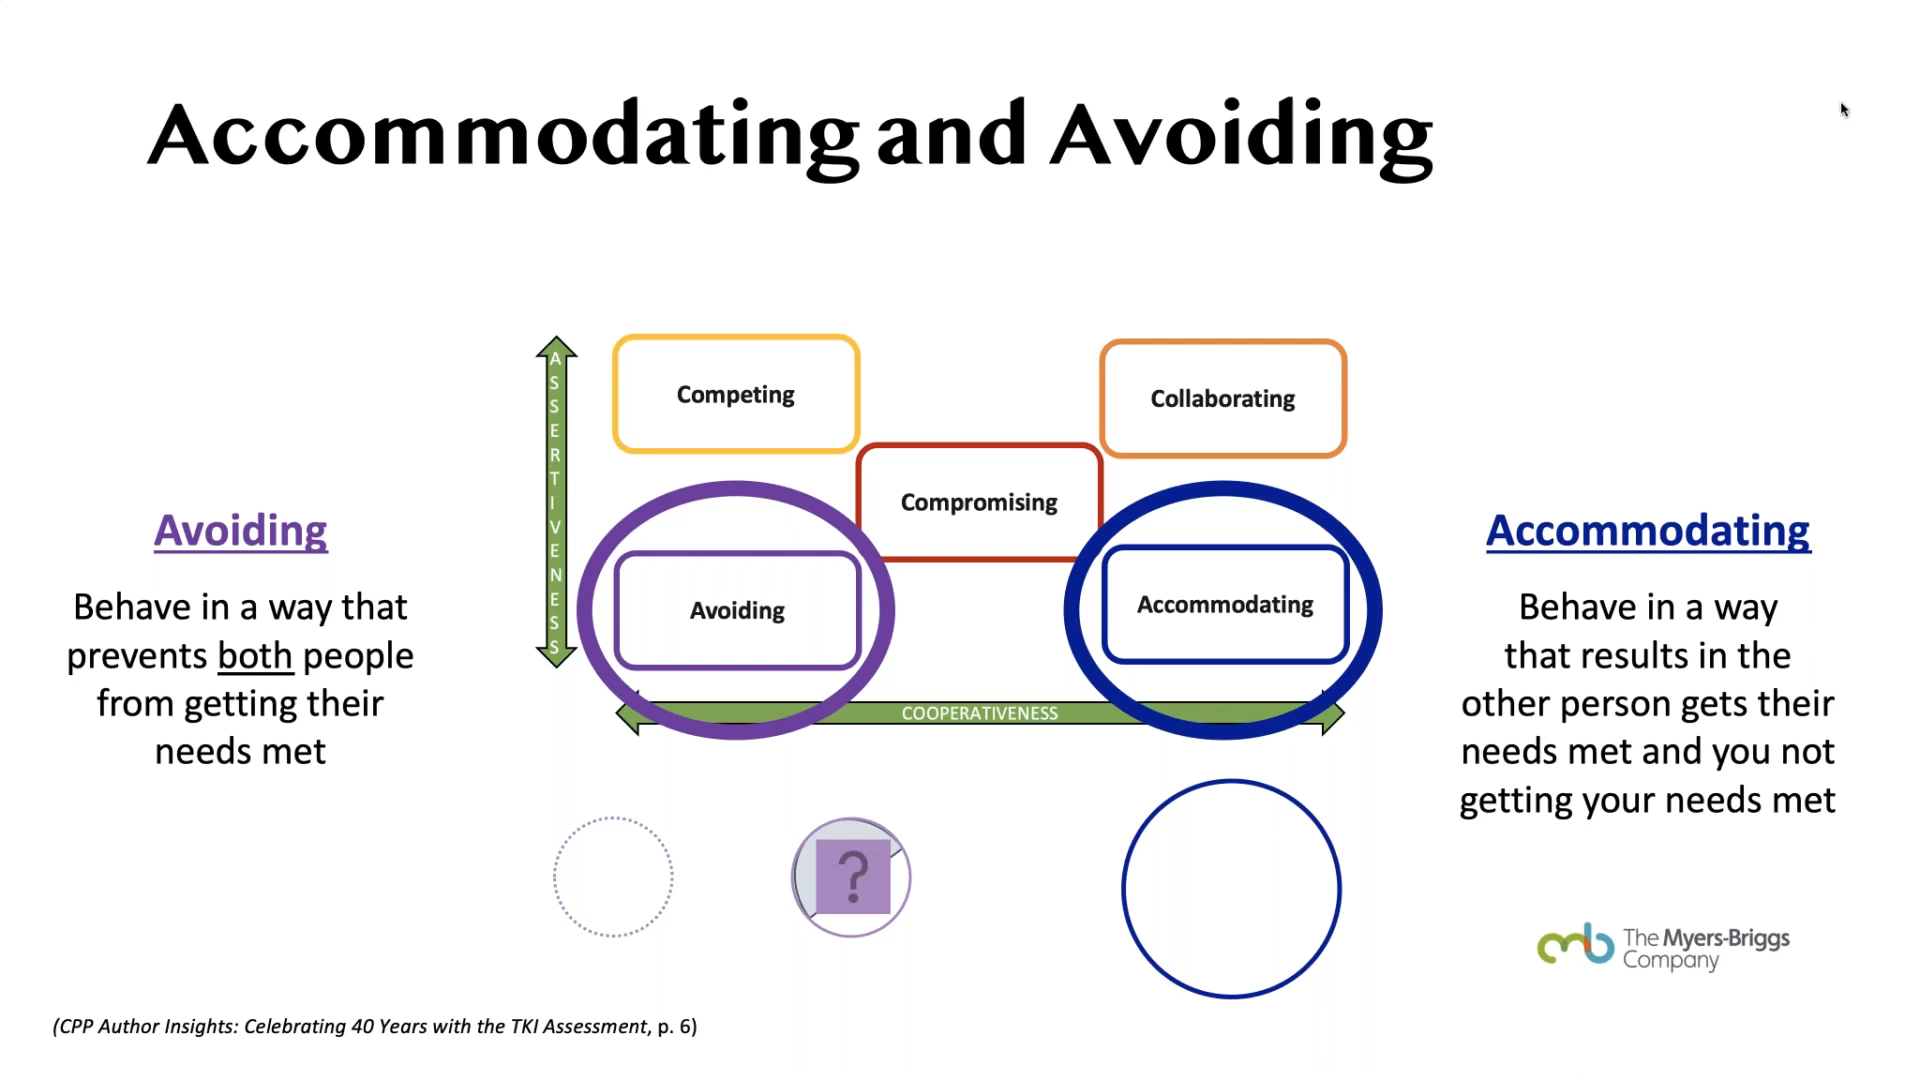 Accommodating and Avoiding
ASSERTIVENESS
Competing
Collaborating
Compromising
Avoiding
Accommodating
COOPERATIVENESS
Avoiding
Behave in a way that
prevents both people
from getting their
needs met
Accommodating
Behave in a way
that results in the
other person gets their
needs met and you not
getting your needs met
?
The Myers-Briggs
Company
(CPP Author Insights: Celebrating 40 Years with the TKI Assessment, p. 6)